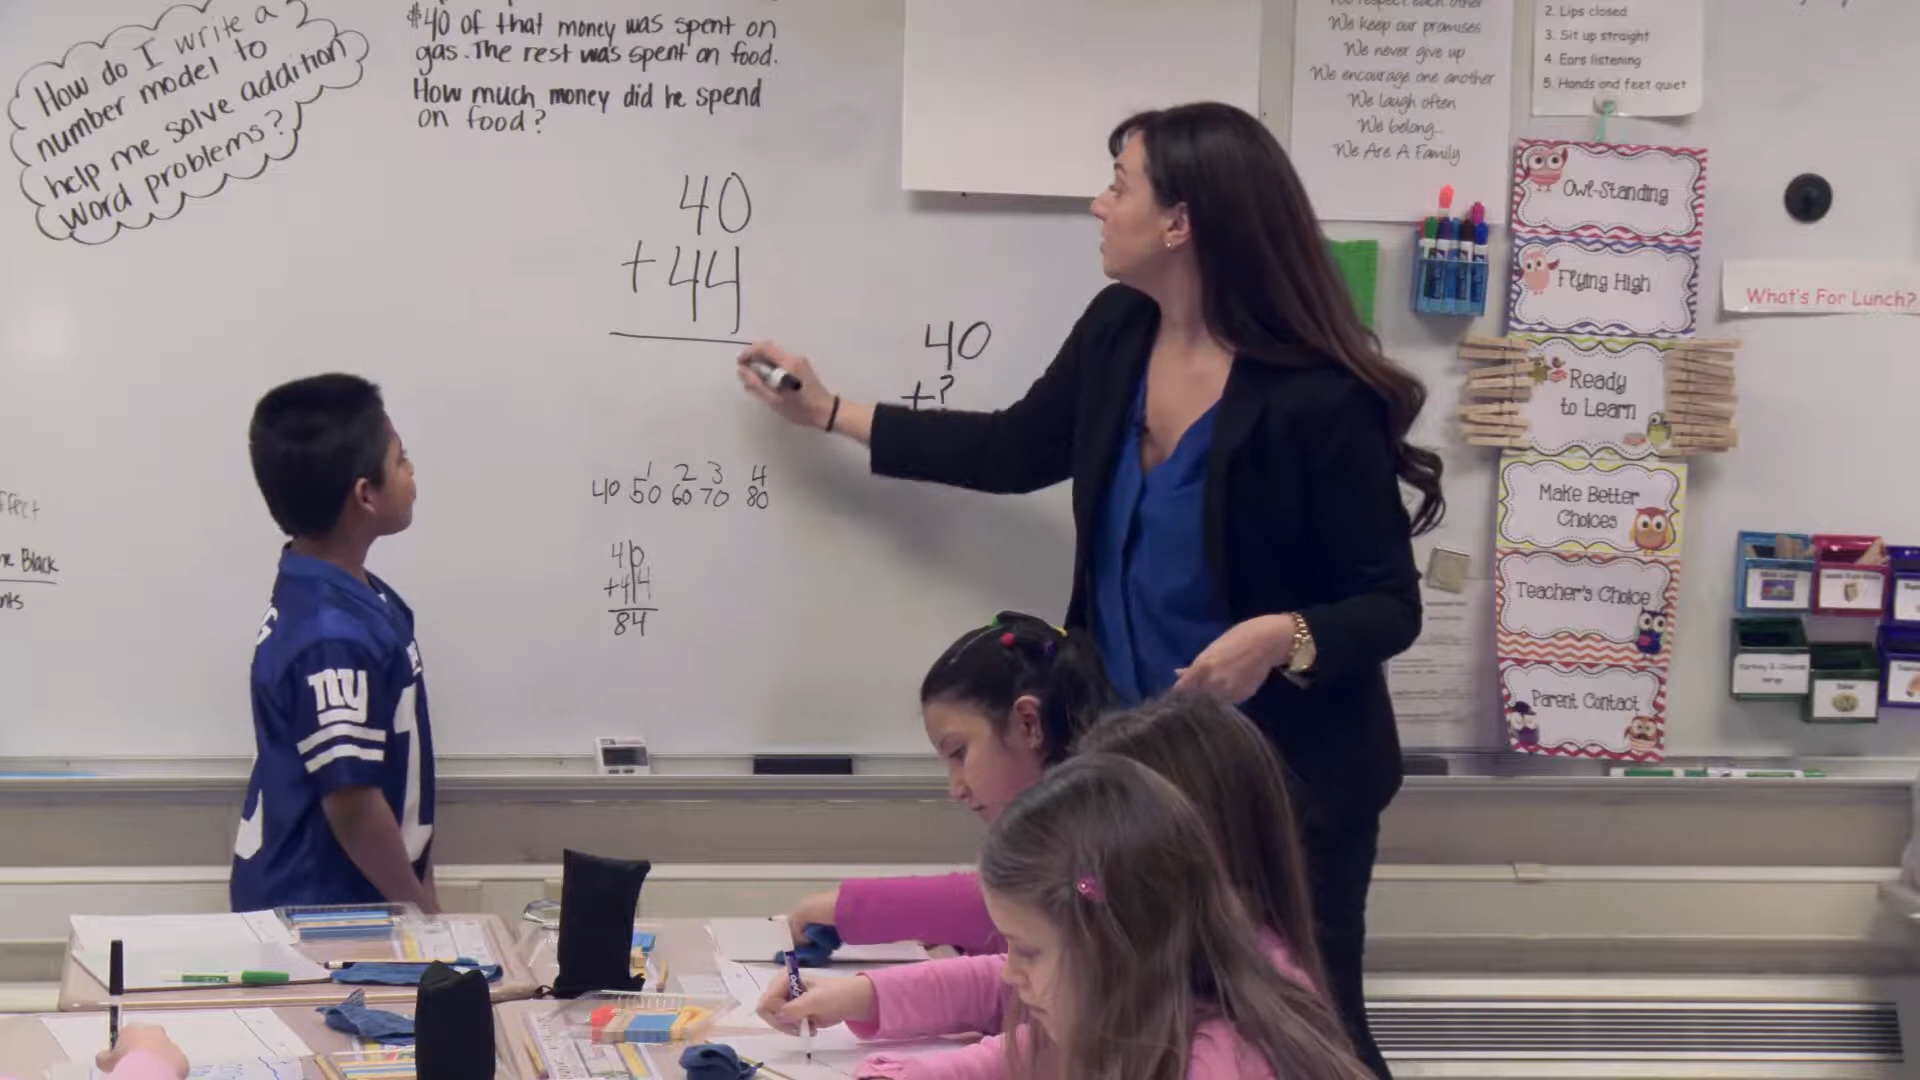 How do I write a
number model to
help me solve addition
word problems?
$40 of that money was spent on
gas. The rest was spent on food.
How much money did he spend
on food?
40
+44
40
+?
1 2 3 4
40 50 60 70 80
40
+44
84
We keep our promises
We never give up
We encourage one another
We laugh often
We belong...
We Are A Family
2. Lips closed
3. Sit up straight
4. Ears listening
5. Hands and feet quiet
Owl-Standing
Flying High
Ready
to Learn
Make Better
Choices
Teacher's Choice
Parent Contact
What's For Lunch?
Black
ny